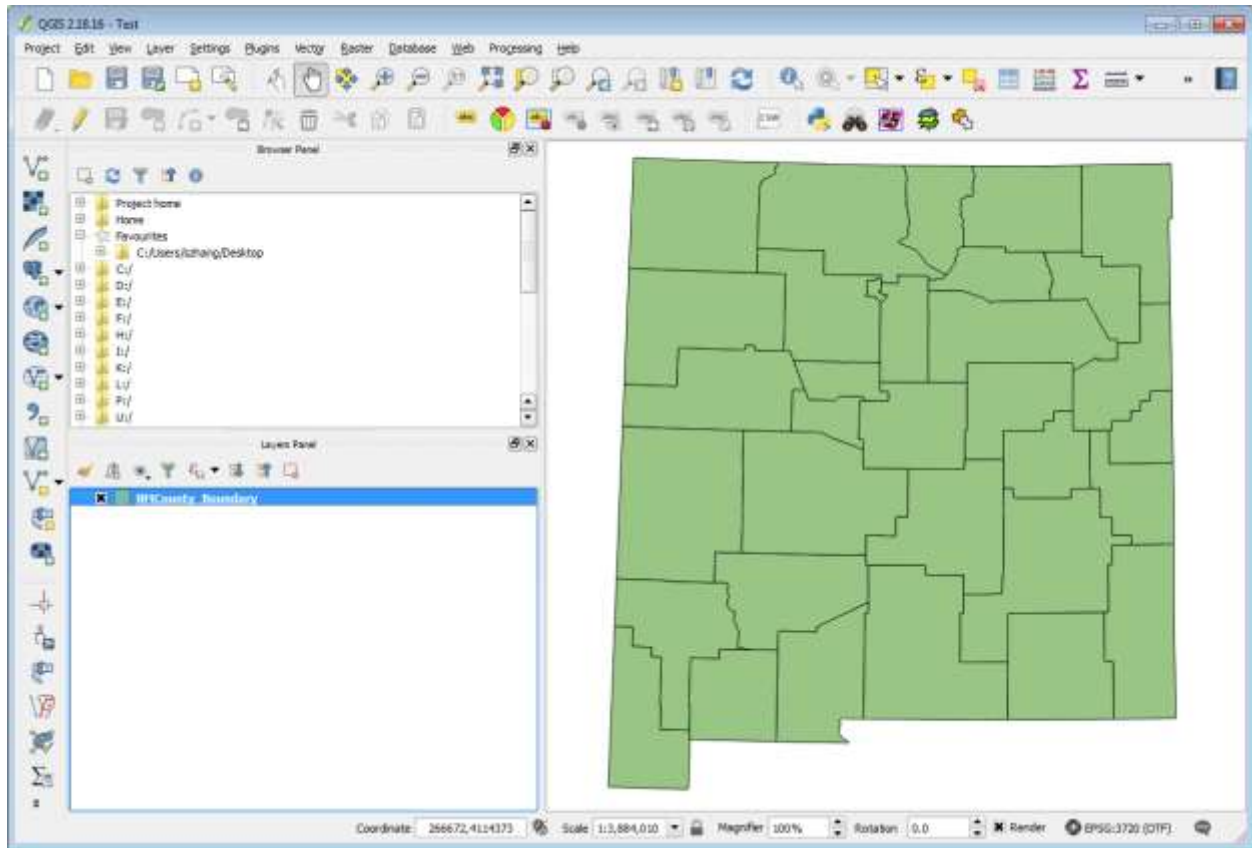 QGIS 2.18.16 - Test
Project Edit View Layer Settings Plugins Vector Raster Database Web Processing Help
Browser Panel
Project home
Home
Favourites
C:/Users/szhang/Desktop
C:/
D:/
E:/
F:/
H:/
I:/
K:/
L:/
P:/
U:/
Layers Panel
NMCounty_Boundary
Coordinate 266672,4114373 Scale 1:3,884,010 Magnifier 100% Rotation 0.0 Render EPSG:3720 (OTF)